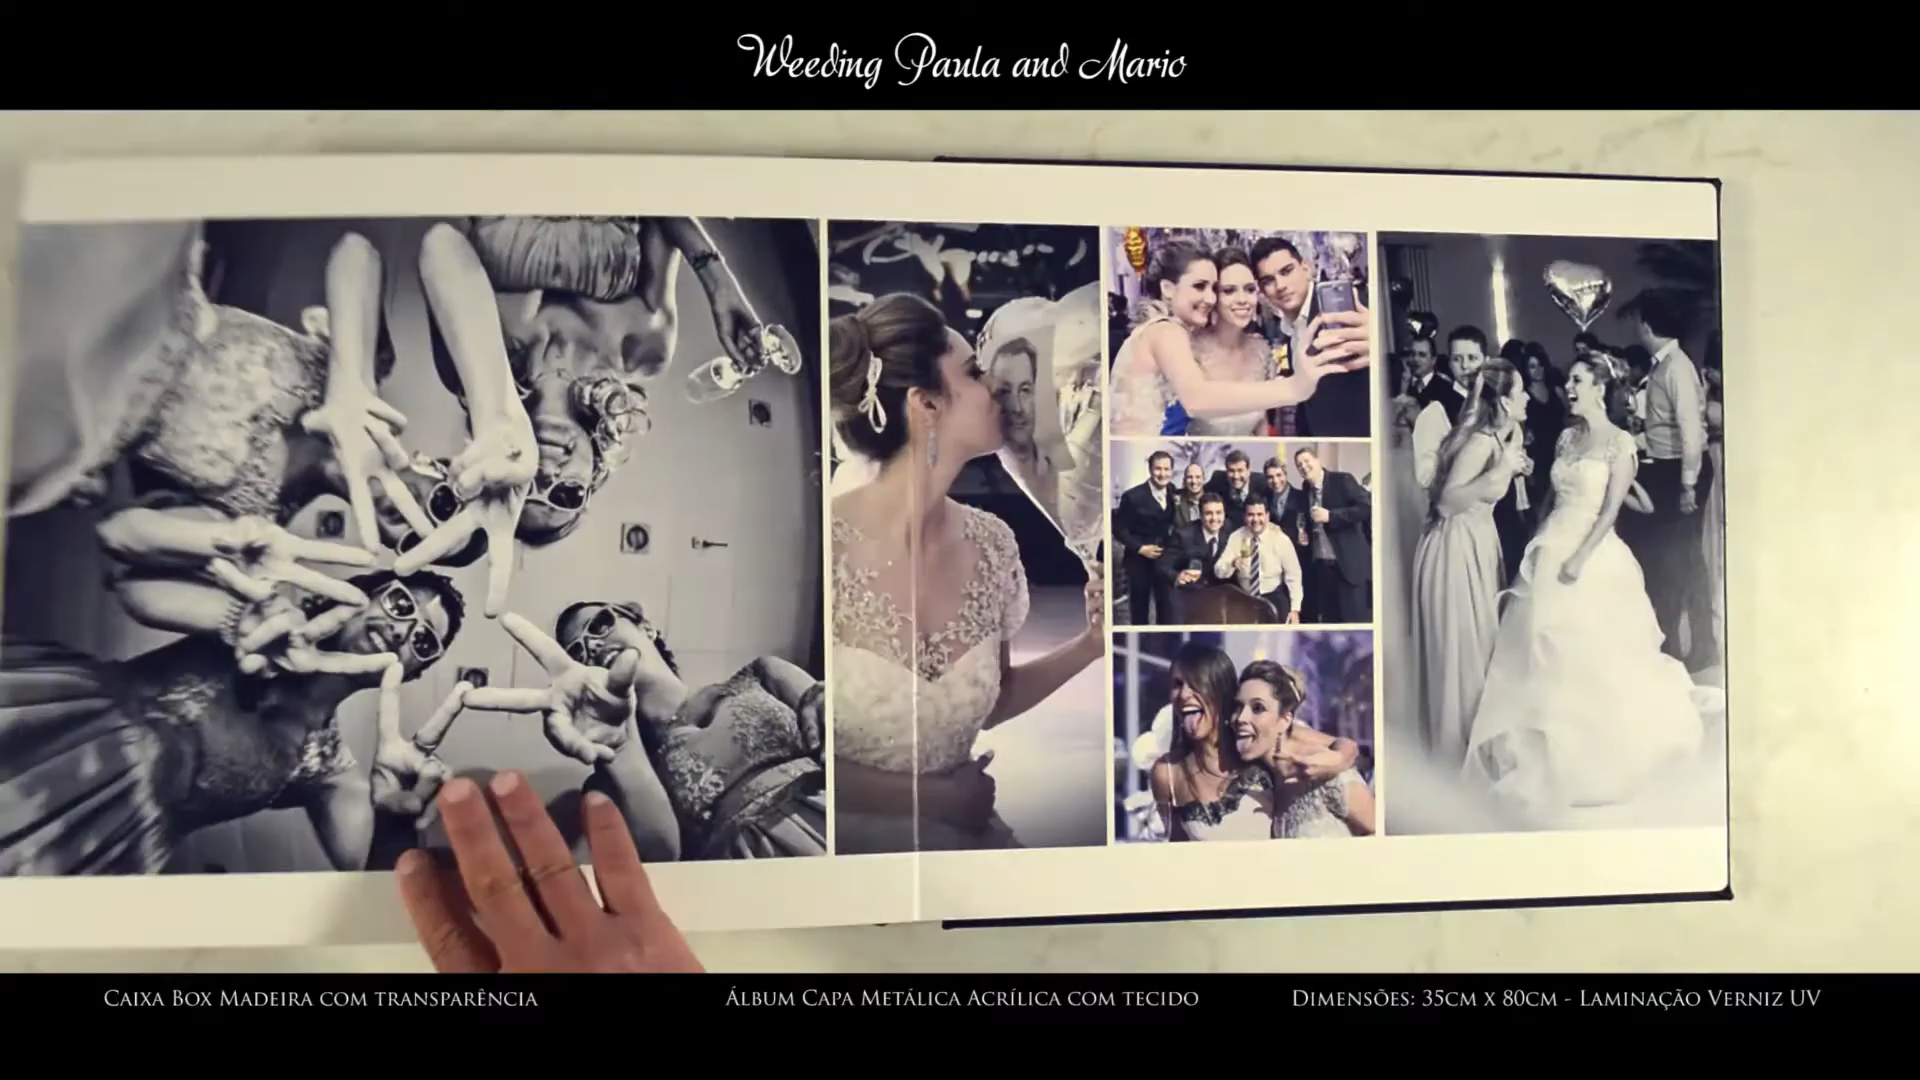 Weeding Paula and Mario
Caixa Box Madeira com transparência
Álbum Capa Metálica Acrílica com tecido
Dimensões: 35cm x 80cm - Laminação Verniz UV